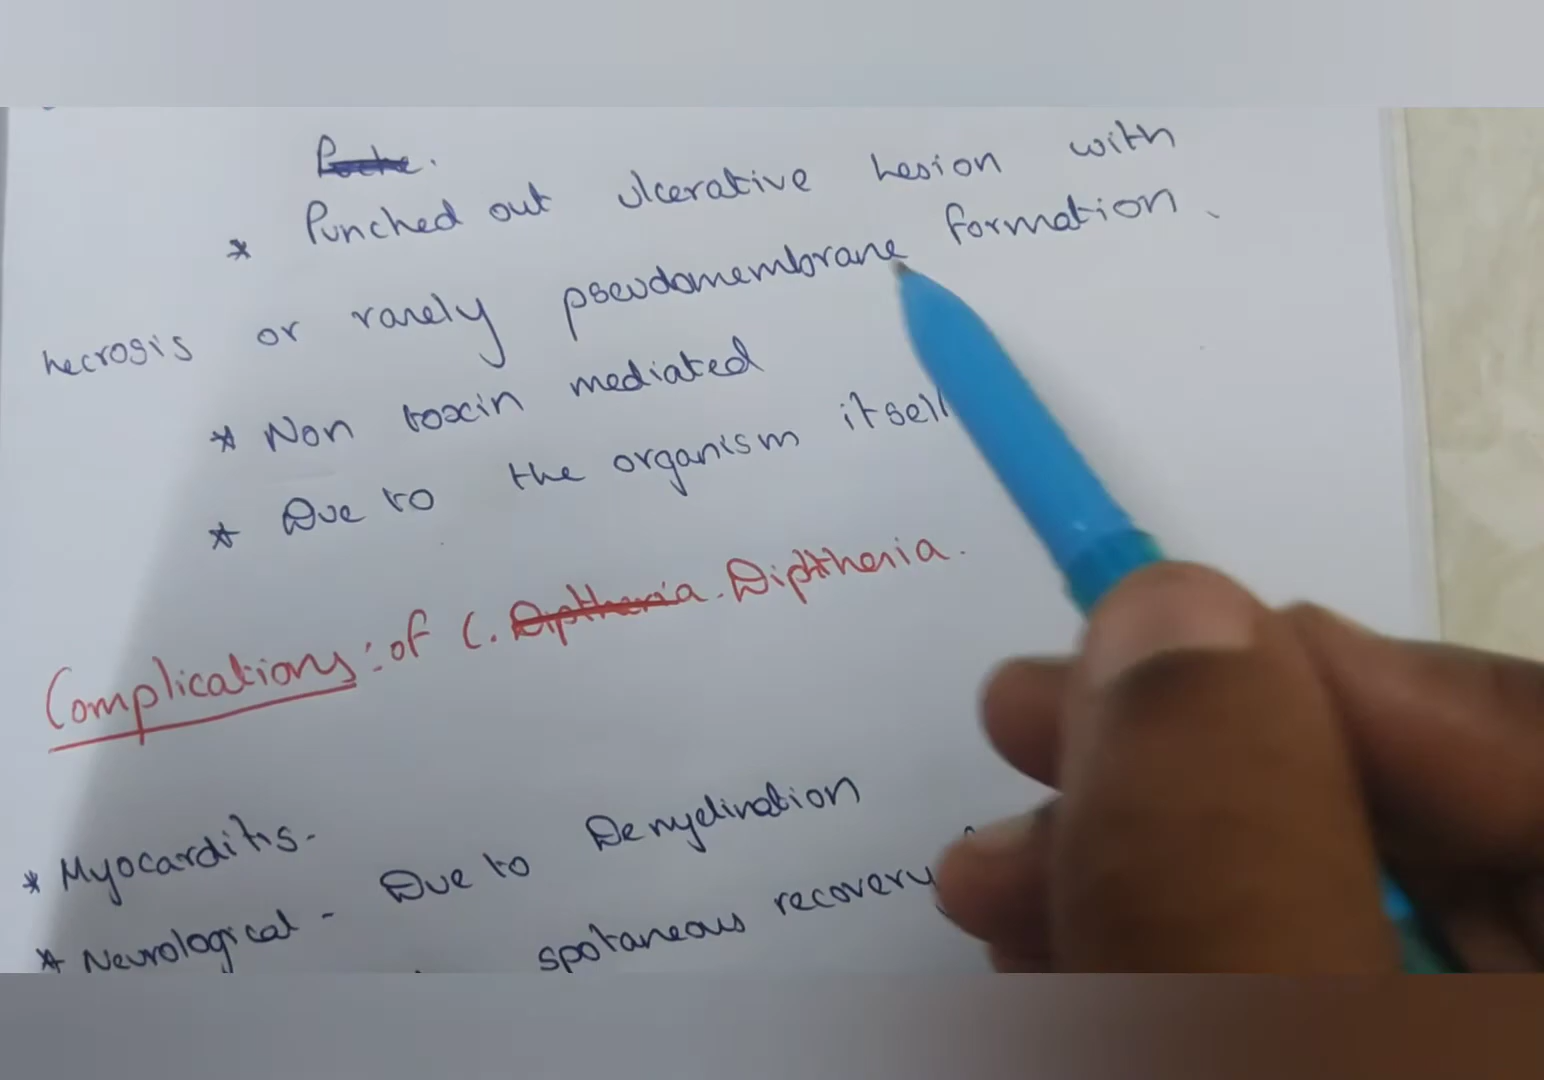 * Punched out ulcerative lesion with
necrosis or rarely pseudomembrane formation.
* Non toxin mediated
* Due to the organism itself
Complications: of C. Diptheria. Diphtheria.
* Myocarditis.
* Neurological - Due to Demyelination
spotaneous recovery